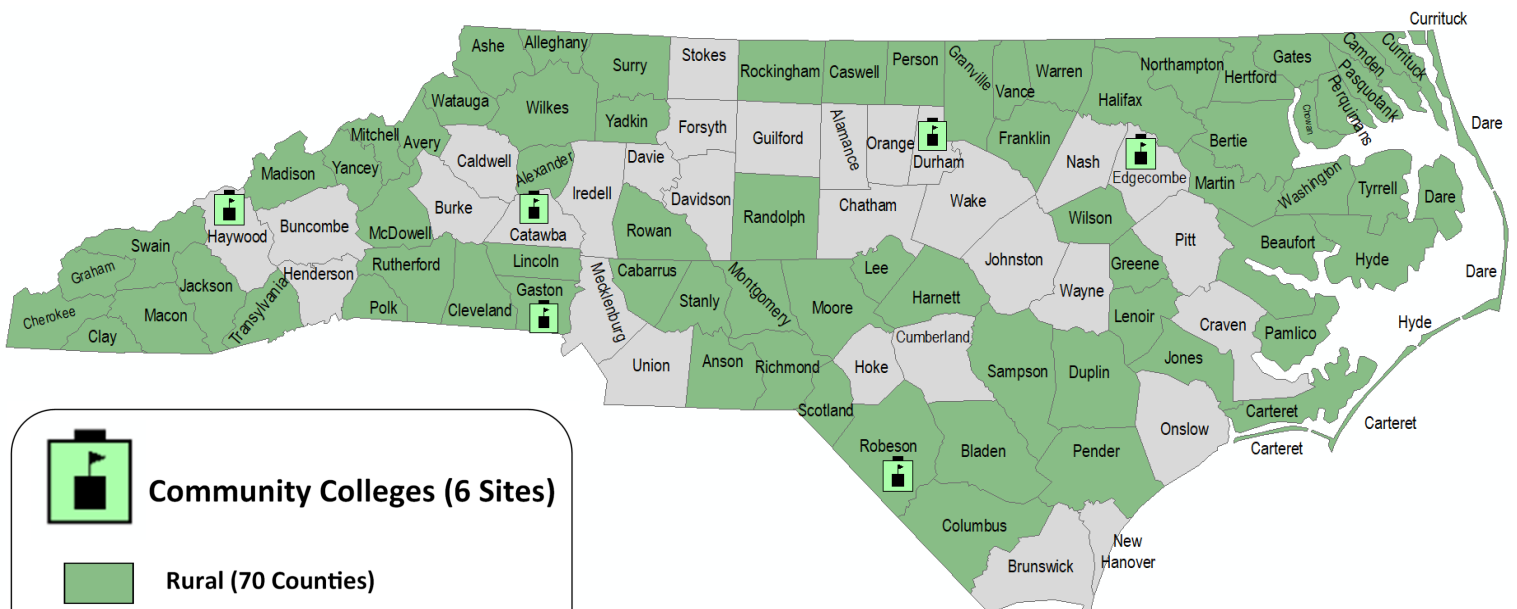 Currituck
Ashe
Alleghany
Surry
Stokes
Rockingham
Caswell
Person
Granville
Vance
Warren
Northampton
Hertford
Gates
Camden
Currituck
Pasquotank
Perquimans
Chowan
Halifax
Watauga
Wilkes
Yadkin
Forsyth
Guilford
Alamance
Orange
Durham
Franklin
Nash
Edgecombe
Bertie
Martin
Washington
Tyrrell
Dare
Dare
Mitchell
Avery
Caldwell
Alexander
Iredell
Davie
Davidson
Madison
Yancey
Burke
Catawba
Rowan
Randolph
Chatham
Wake
Wilson
Pitt
Beaufort
Hyde
Dare
Haywood
Buncombe
McDowell
Swain
Graham
Jackson
Henderson
Rutherford
Lincoln
Gaston
Cabarrus
Mecklenburg
Stanly
Montgomery
Moore
Lee
Harnett
Johnston
Wayne
Greene
Lenoir
Craven
Pamlico
Hyde
Cherokee
Clay
Macon
Transylvania
Polk
Cleveland
Union
Anson
Richmond
Scotland
Hoke
Cumberland
Sampson
Duplin
Jones
Onslow
Carteret
Carteret
Carteret
Robeson
Bladen
Pender
Columbus
Brunswick
New
Hanover
Community Colleges (6 Sites)
Rural (70 Counties)